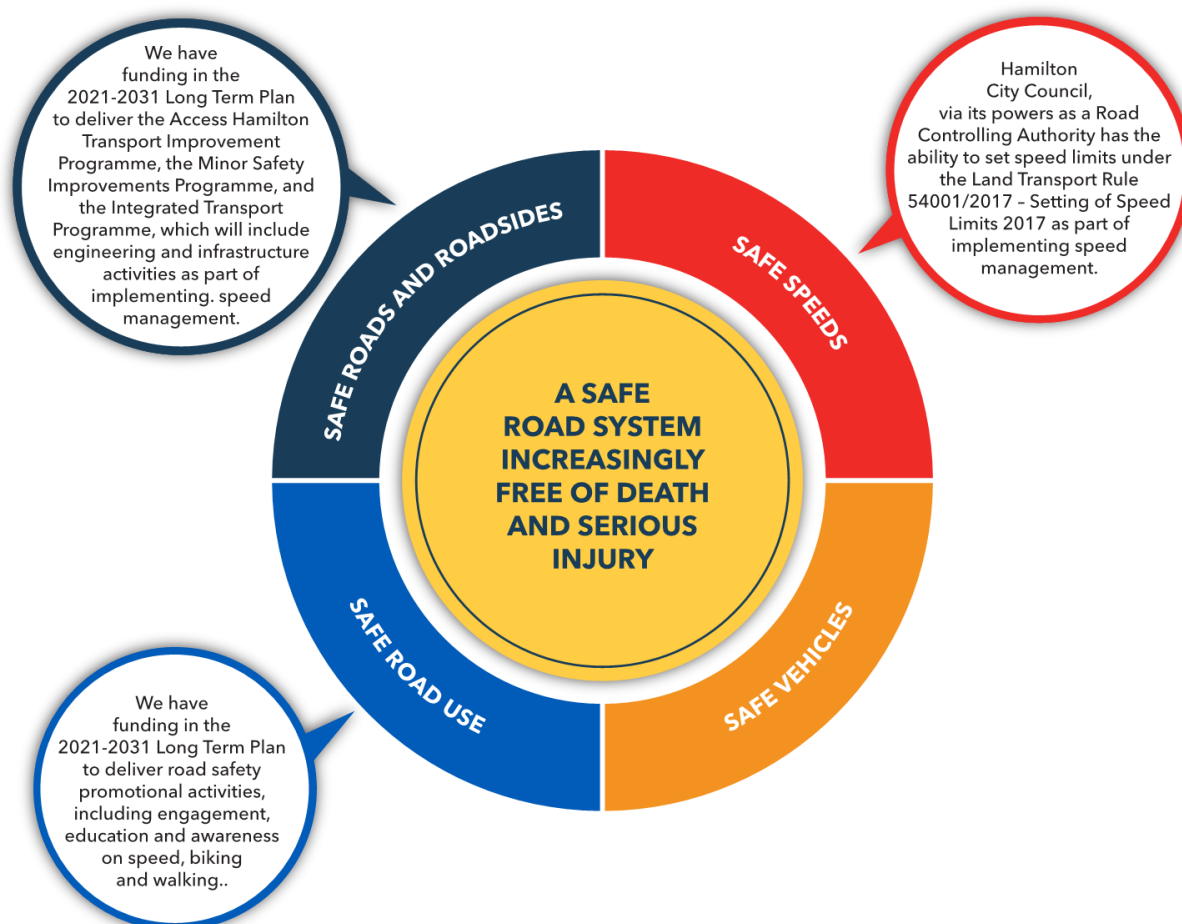 We have
funding in the
2021-2031 Long Term Plan
to deliver the Access Hamilton
Transport Improvement
Programme, the Minor Safety
Improvements Programme, and
the Integrated Transport
Programme, which will include
engineering and infrastructure
activities as part of
implementing. speed
management.
Hamilton
City Council,
via its powers as a Road
Controlling Authority has the
ability to set speed limits under
the Land Transport Rule
54001/2017 – Setting of Speed
Limits 2017 as part of
implementing speed
management.
SAFE ROADS AND ROADSIDES
SAFE SPEEDS
A SAFE
ROAD SYSTEM
INCREASINGLY
FREE OF DEATH
AND SERIOUS
INJURY
SAFE ROAD USE
SAFE VEHICLES
We have
funding in the
2021-2031 Long Term Plan
to deliver road safety
promotional activities,
including engagement,
education and awareness
on speed, biking
and walking..